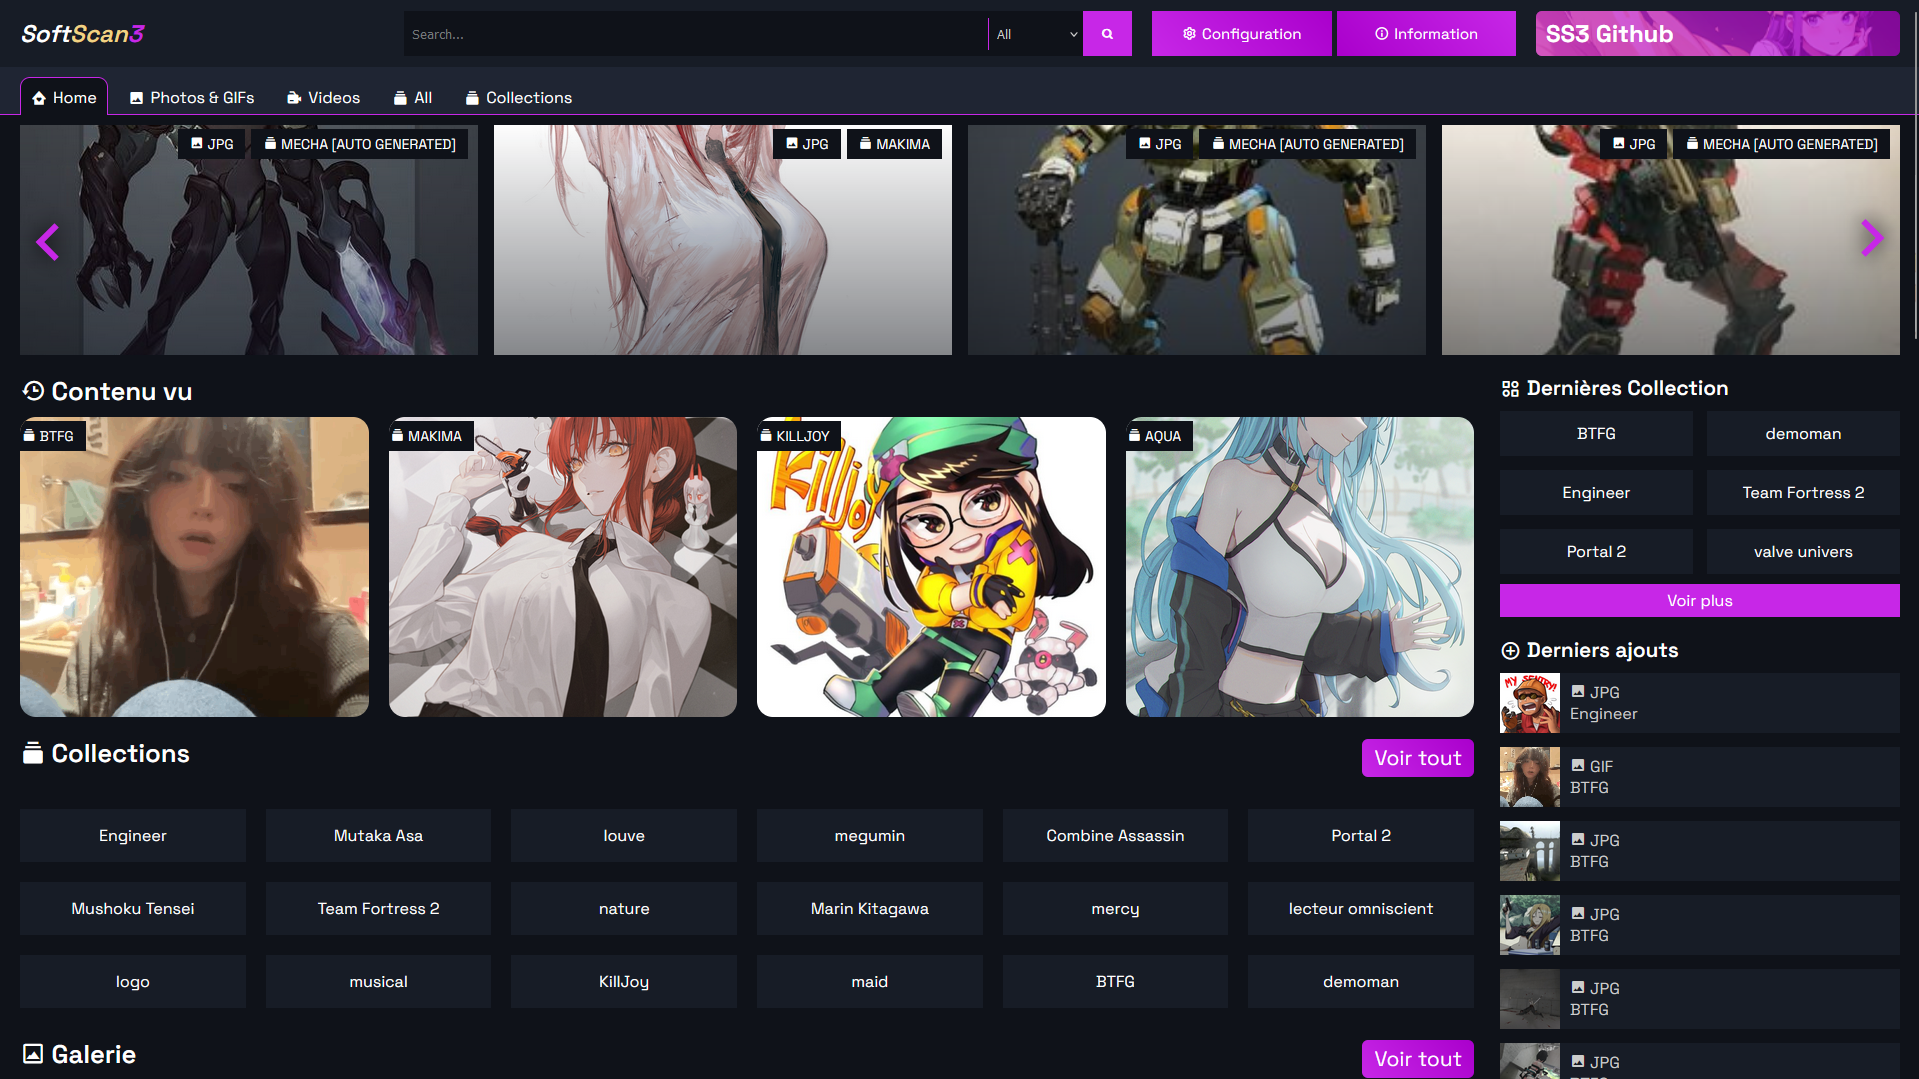 SoftScan3
Search...
All
Configuration
Information
SS3 Github
Home
Photos & GIFs
Videos
All
Collections
JPG
MECHA [AUTO GENERATED]
JPG
MAKIMA
JPG
MECHA [AUTO GENERATED]
JPG
MECHA [AUTO GENERATED]
Contenu vu
BTFG
MAKIMA
KILLJOY
Killjoy
AQUA
Collections
Voir tout
Engineer
Mutaka Asa
louve
megumin
Combine Assassin
Portal 2
Mushoku Tensei
Team Fortress 2
nature
Marin Kitagawa
mercy
lecteur omniscient
logo
musical
KillJoy
maid
BTFG
demoman
Galerie
Voir tout
Dernières Collection
BTFG
demoman
Engineer
Team Fortress 2
Portal 2
valve univers
Voir plus
Derniers ajouts
MY SENTRY!
JPG
Engineer
GIF
BTFG
JPG
BTFG
JPG
BTFG
JPG
BTFG
JPG